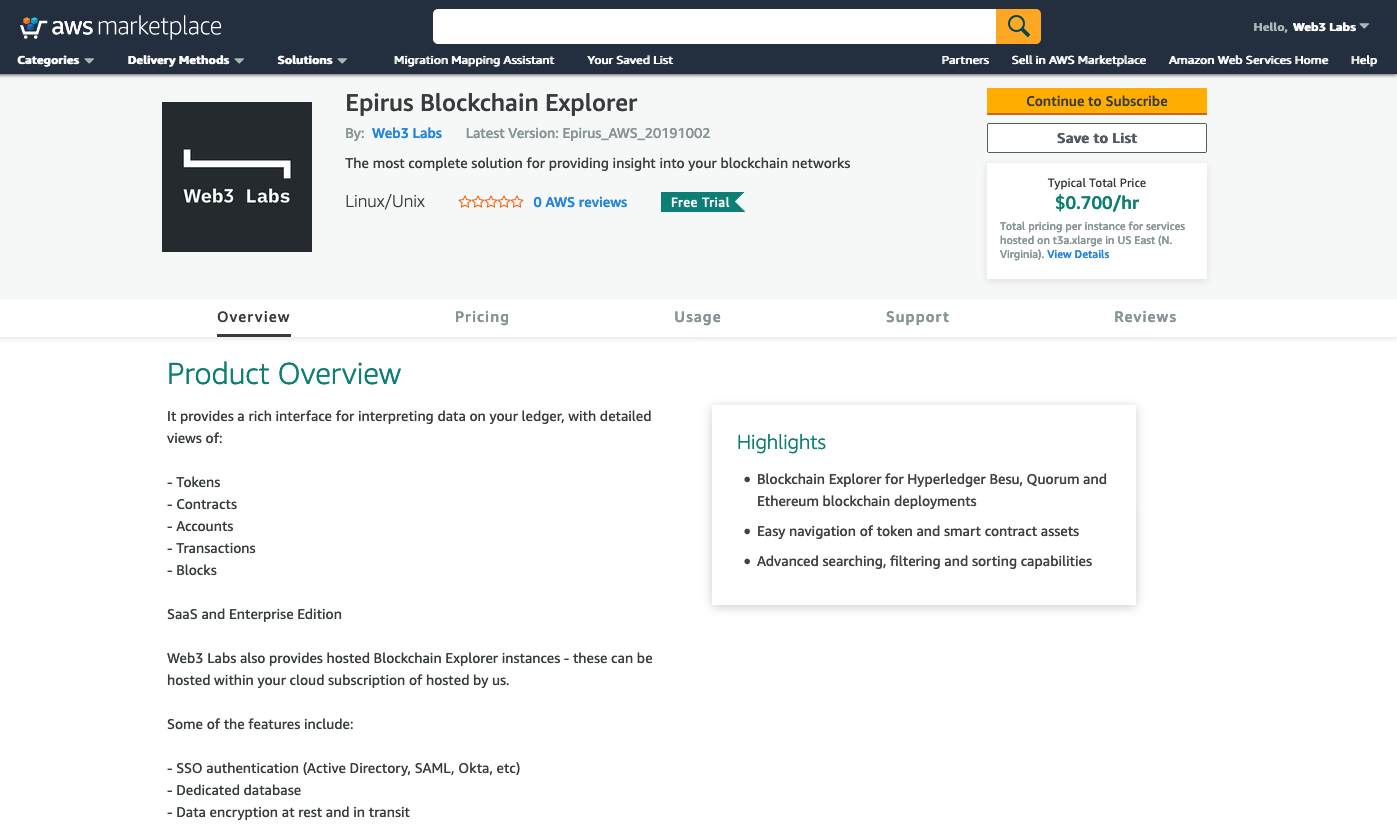 aws marketplace
Hello, Web3 Labs
Categories Delivery Methods Solutions Migration Mapping Assistant Your Saved List Partners Sell in AWS Marketplace Amazon Web Services Home Help
Web3 Labs
Epirus Blockchain Explorer
By: Web3 Labs Latest Version: Epirus_AWS_20191002
The most complete solution for providing insight into your blockchain networks
Linux/Unix 0 AWS reviews Free Trial
Continue to Subscribe
Save to List
Typical Total Price
$0.700/hr
Total pricing per instance for services
hosted on t3a.xlarge in US East (N.
Virginia). View Details
Overview Pricing Usage Support Reviews
Product Overview
It provides a rich interface for interpreting data on your ledger, with detailed
views of:
- Tokens
- Contracts
- Accounts
- Transactions
- Blocks
SaaS and Enterprise Edition
Web3 Labs also provides hosted Blockchain Explorer instances - these can be
hosted within your cloud subscription of hosted by us.
Some of the features include:
- SSO authentication (Active Directory, SAML, Okta, etc)
- Dedicated database
- Data encryption at rest and in transit
Highlights
• Blockchain Explorer for Hyperledger Besu, Quorum and
Ethereum blockchain deployments
• Easy navigation of token and smart contract assets
• Advanced searching, filtering and sorting capabilities